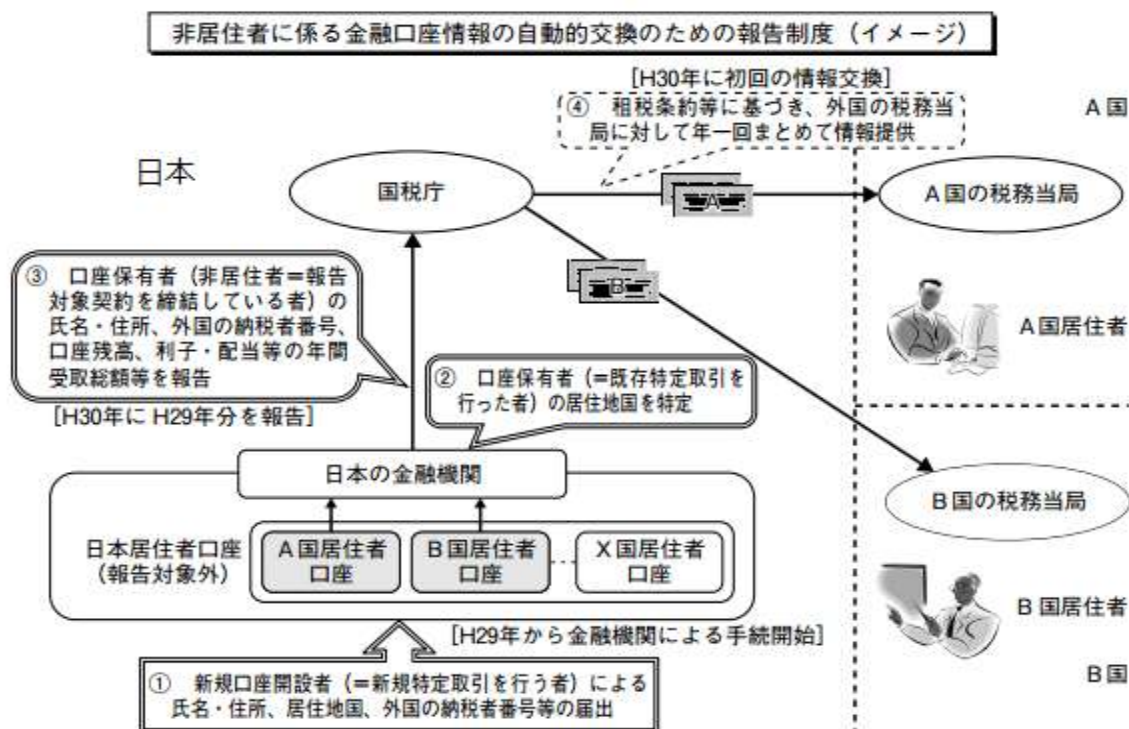 非居住者に係る金融口座情報の自動的交換のための報告制度（イメージ）
[H30年に初回の情報交換]
④　租税条約等に基づき、外国の税務当
局に対して年一回まとめて情報提供
A国
日本
国税庁
A
A国の税務当局
B
③　口座保有者（非居住者＝報告
対象契約を締結している者）の
氏名・住所、外国の納税者番号、
口座残高、利子・配当等の年間
受取総額等を報告
[H30年に H29年分を報告]
A国居住者
②　口座保有者（＝既存特定取引を
行った者）の居住地国を特定
日本の金融機関
B国の税務当局
日本居住者口座
（報告対象外）
A国居住者
口座
B国居住者
口座
X国居住者
口座
B国居住者
[H29年から金融機関による手続開始]
①　新規口座開設者（＝新規特定取引を行う者）による
氏名・住所、居住地国、外国の納税者番号等の届出
B国